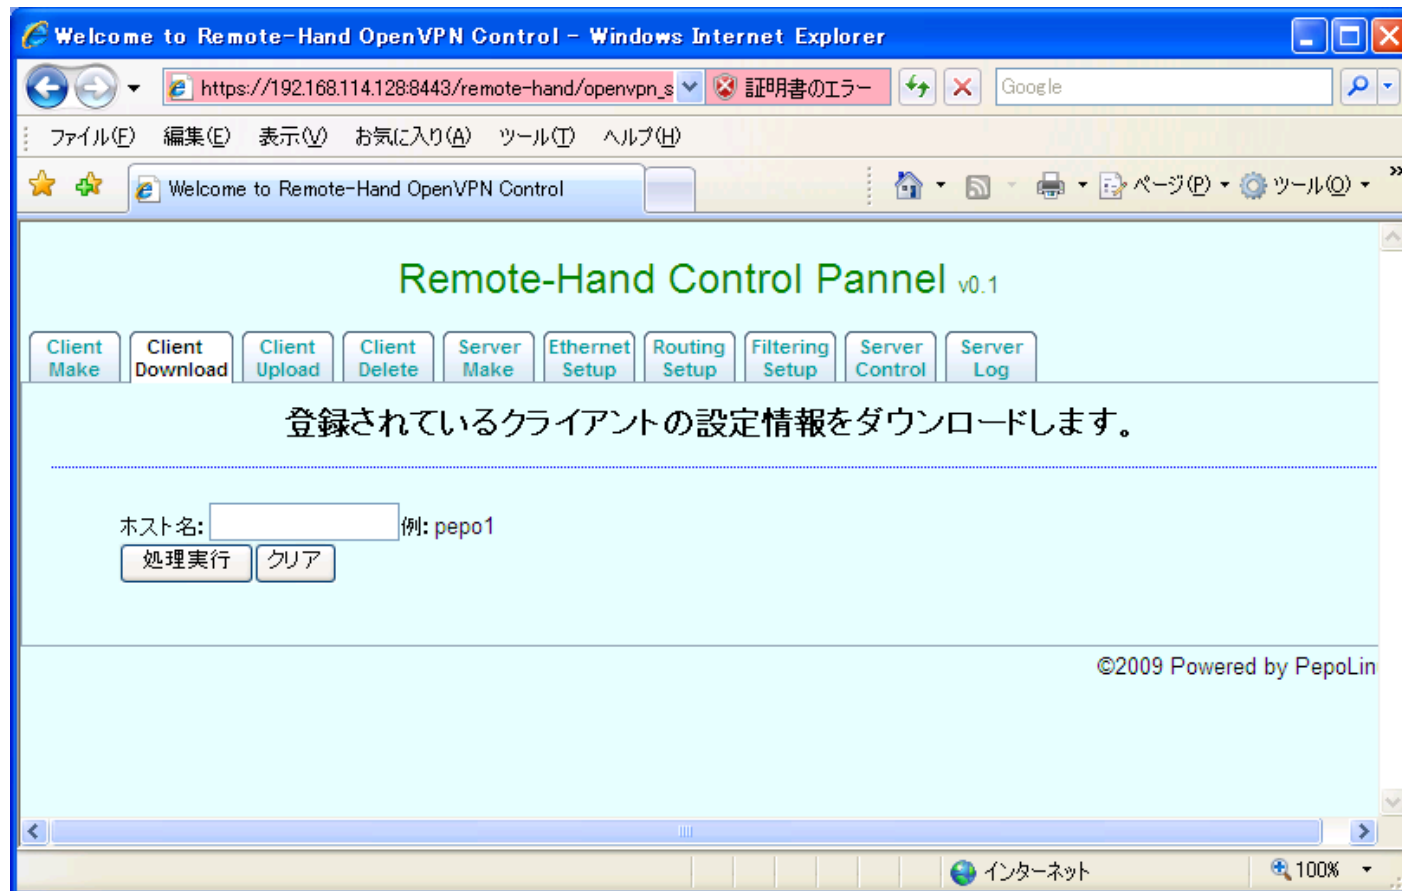 Welcome to Remote-Hand OpenVPN Control - Windows Internet Explorer
https://192.168.114.128:8443/remote-hand/openvpn_s 証明書のエラー Google
ファイル(F) 編集(E) 表示(V) お気に入り(A) ツール(T) ヘルプ(H)
Welcome to Remote-Hand OpenVPN Control ページ(P) ツール(O) »
Remote-Hand Control Pannel v0.1
Client Make
Client Download
Client Upload
Client Delete
Server Make
Ethernet Setup
Routing Setup
Filtering Setup
Server Control
Server Log
登録されているクライアントの設定情報をダウンロードします。
ホスト名: 例: pepo1
処理実行 クリア
©2009 Powered by PepoLin
インターネット 100%